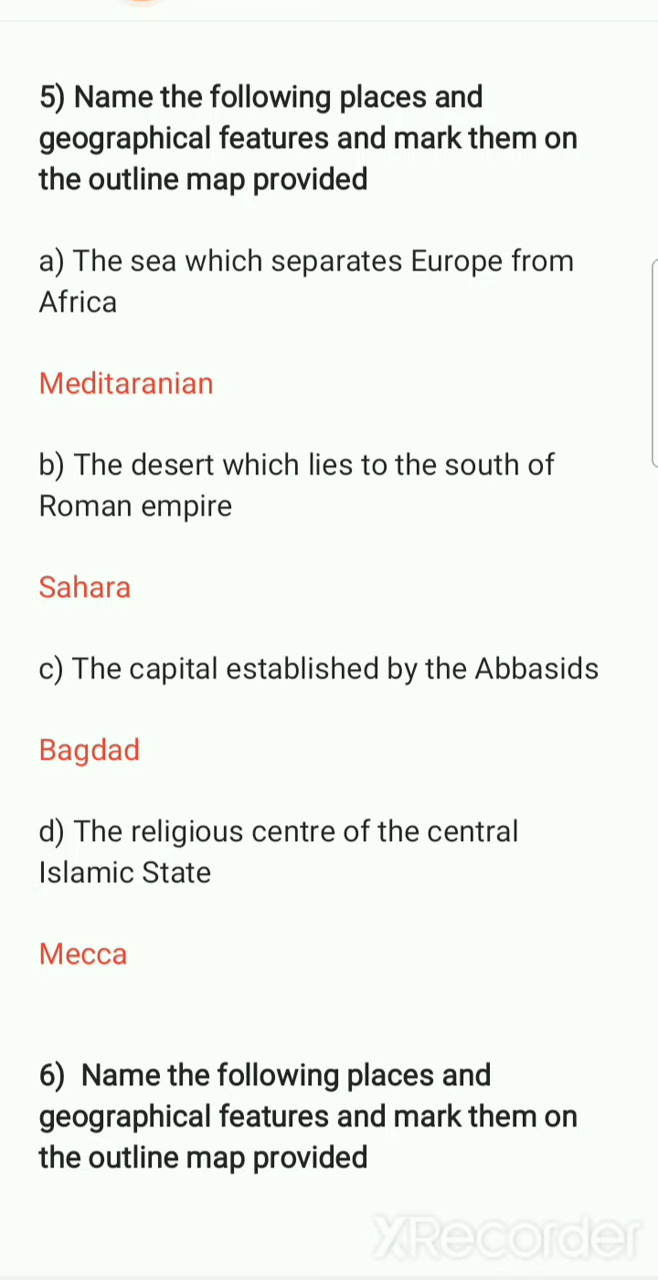 5) Name the following places and
geographical features and mark them on
the outline map provided
a) The sea which separates Europe from
Africa
Meditaranian
b) The desert which lies to the south of
Roman empire
Sahara
c) The capital established by the Abbasids
Bagdad
d) The religious centre of the central
Islamic State
Mecca
6) Name the following places and
geographical features and mark them on
the outline map provided
XRecorder